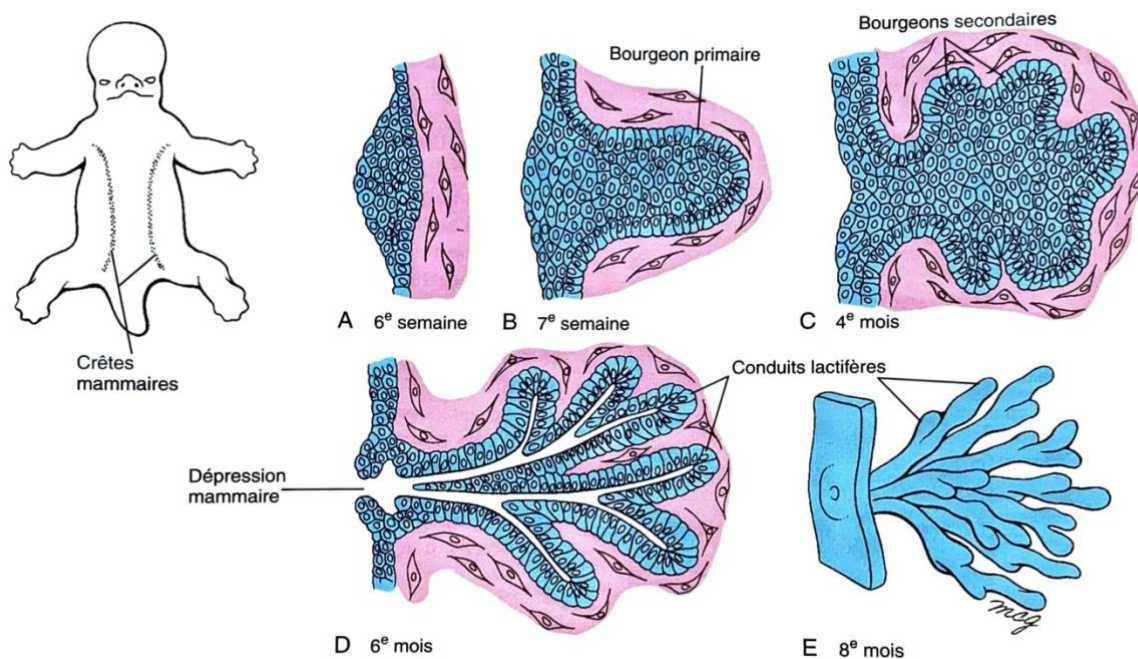 Bourgeons secondaires
Bourgeon primaire
A 6e semaine
B 7e semaine
C 4e mois
Crêtes
mammaires
Conduits lactifères
Dépression
mammaire
D 6e mois
mcg
E 8e mois